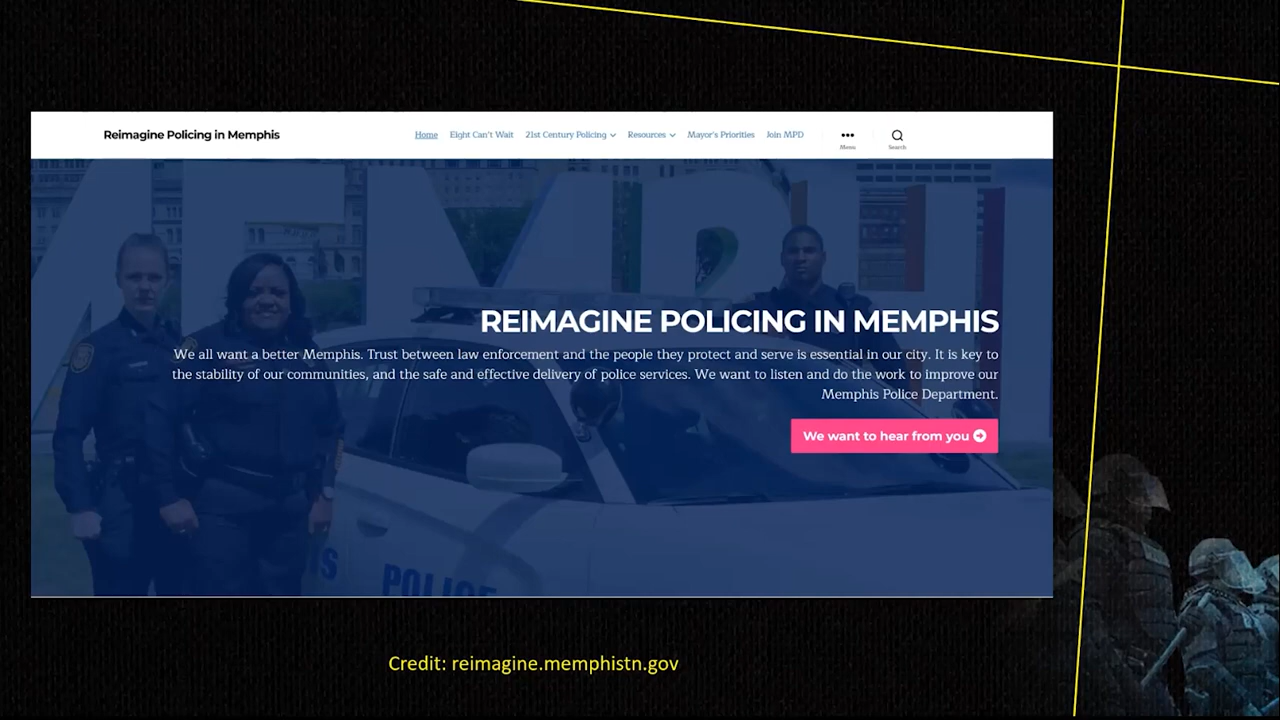 Reimagine Policing in Memphis
Home Eight Can't Wait 21st Century Policing Resources Mayor's Priorities Join MPD
Menu Search
REIMAGINE POLICING IN MEMPHIS
We all want a better Memphis. Trust between law enforcement and the people they protect and serve is essential in our city. It is key to
the stability of our communities, and the safe and effective delivery of police services. We want to listen and do the work to improve our
Memphis Police Department.
We want to hear from you
IS POLICE
Credit: reimagine.memphistn.gov